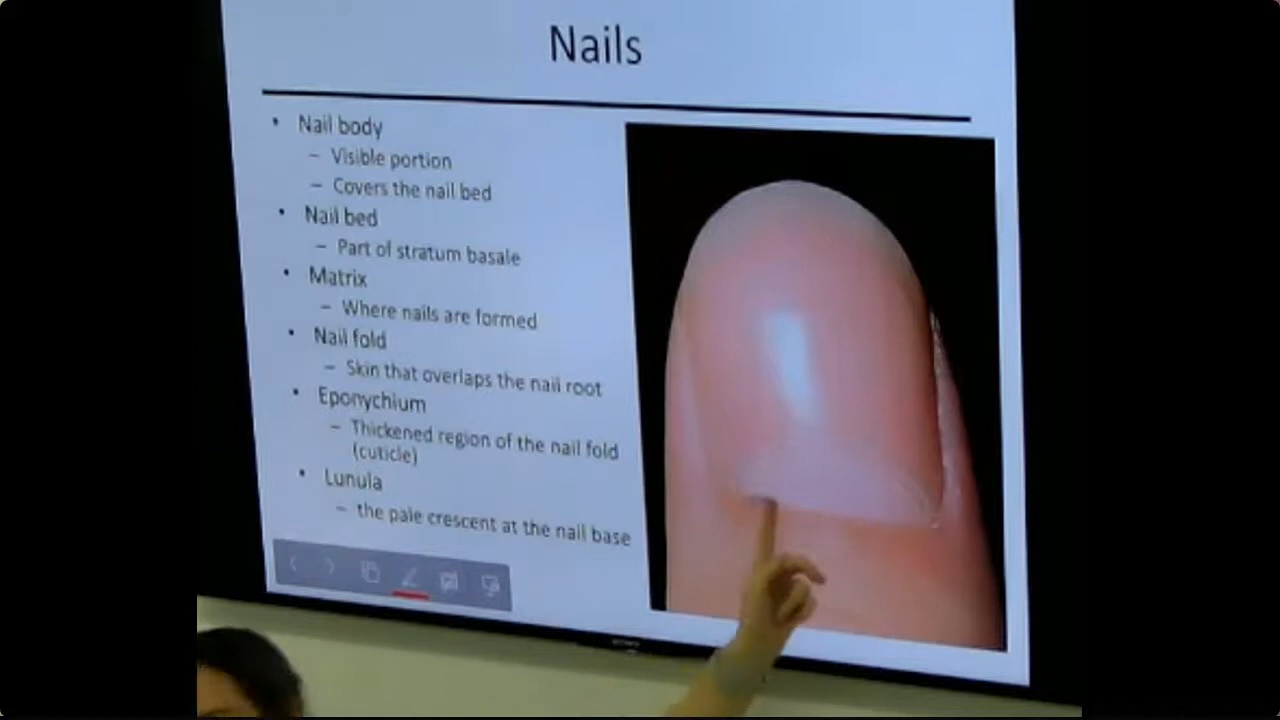 Nails
• Nail body
– Visible portion
– Covers the nail bed
• Nail bed
– Part of stratum basale
• Matrix
– Where nails are formed
• Nail fold
– Skin that overlaps the nail root
• Eponychium
– Thickened region of the nail fold
(cuticle)
• Lunula
– the pale crescent at the nail base